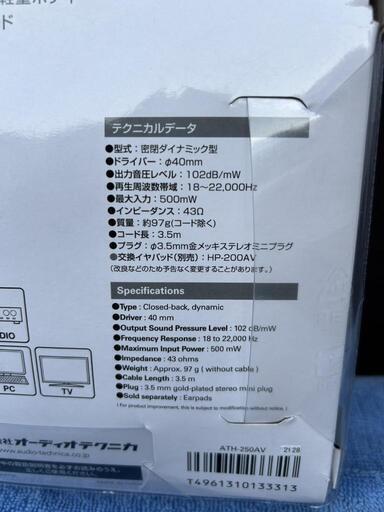 ド
テクニカルデータ
●型式：密閉ダイナミック型
●ドライバー：φ40mm
●出力音圧レベル：102dB/mW
●再生周波数帯域：18～22,000Hz
●最大入力：500mW
●インピーダンス：43Ω
●質量：約97g(コード除く)
●コード長：3.5m
●プラグ：φ3.5mm金メッキステレオミニプラグ
●交換イヤパッド(別売)：HP-200AV
(改良などのため予告なく変更することがあります。)
Specifications
●Type : Closed-back, dynamic
●Driver : 40 mm
●Output Sound Pressure Level : 102 dB/mW
●Frequency Response : 18 to 22,000 Hz
●Maximum Input Power : 500 mW
●Impedance : 43 ohms
●Weight : Approx. 97 g ( without cable )
●Cable Length : 3.5 m
●Plug : 3.5 mm gold-plated stereo mini plug
●Sold separately : Earpads
( For product improvement, this product is subject to modification without notice. )
DIO
PC
TV
社オーディオテクニカ
audio-technica.co.jp
ATH-250AV
2128
T4961310133313